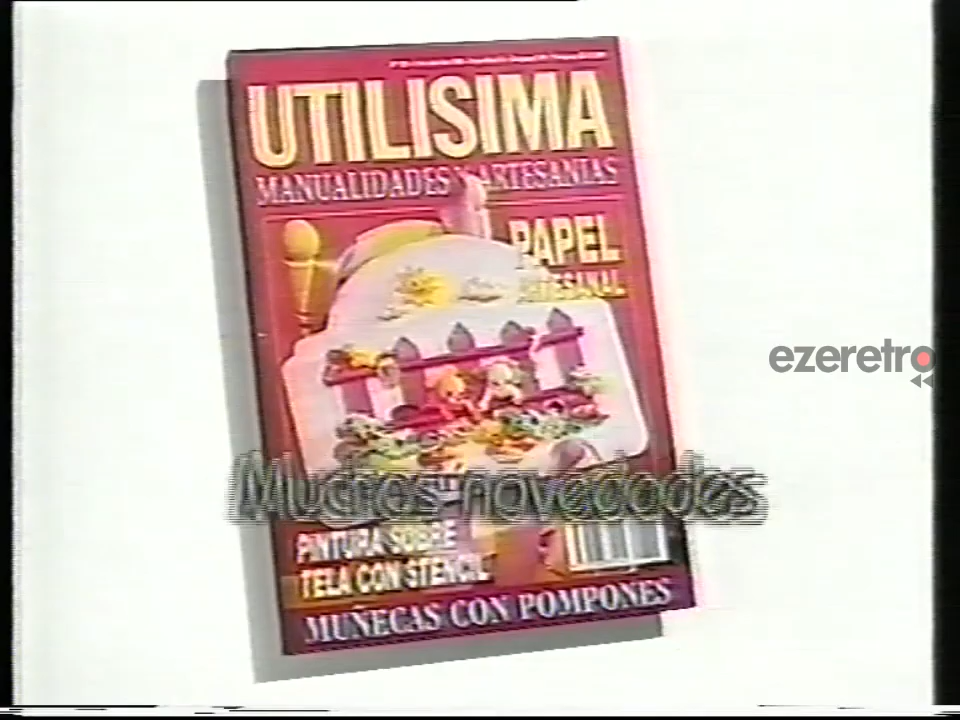 UTILISIMA
MANUALIDADES Y ARTESANIAS
PAPEL
ARTESANAL
ezeretro
Muchas novedades
PINTURA SOBRE
TELA CON STENCIL
MUÑECAS CON POMPONES